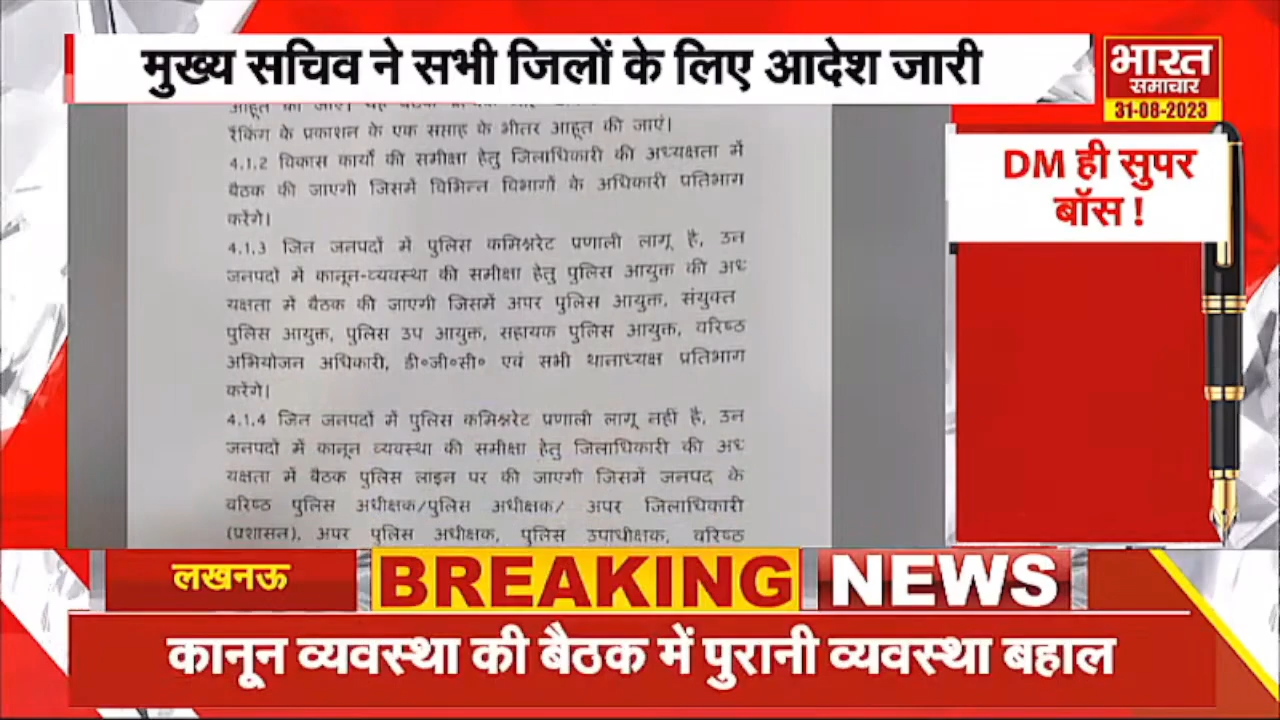 मुख्य सचिव ने सभी जिलों के लिए आदेश जारी
भारत
समाचार
31-08-2023
DM ही सुपर
बॉस !
रैंकिंग के प्रकाशन के एक सप्ताह के भीतर आहूत की जाएं।
4.1.2 विकास कार्यों की समीक्षा हेतु जिलाधिकारी की अध्यक्षता में
बैठक की जाएगी जिसमें विभिन्न विभागों के अधिकारी प्रतिभाग
करेंगे।
4.1.3 जिन जनपदों में पुलिस कमिश्नरेट प्रणाली लागू है, उन
जनपदों में कानून-व्यवस्था की समीक्षा हेतु पुलिस आयुक्त की अध
यक्षता में बैठक की जाएगी जिसमें अपर पुलिस आयुक्त, संयुक्त
पुलिस आयुक्त, पुलिस उप आयुक्त, सहायक पुलिस आयुक्त, वरिष्ठ
अभियोजन अधिकारी, डी०जी०सी० एवं सभी थानाध्यक्ष प्रतिभाग
करेंगे।
4.1.4 जिन जनपदों में पुलिस कमिश्नरेट प्रणाली लागू नहीं है, उन
जनपदों में कानून व्यवस्था की समीक्षा हेतु जिलाधिकारी की अध
यक्षता में बैठक पुलिस लाइन पर की जाएगी जिसमें जनपद के
वरिष्ठ पुलिस अधीक्षक/पुलिस अधीक्षक/ अपर जिलाधिकारी
(प्रशासन), अपर पुलिस अधीक्षक, पुलिस उपाधीक्षक, वरिष्ठ
लखनऊ
BREAKING NEWS
कानून व्यवस्था की बैठक में पुरानी व्यवस्था बहाल